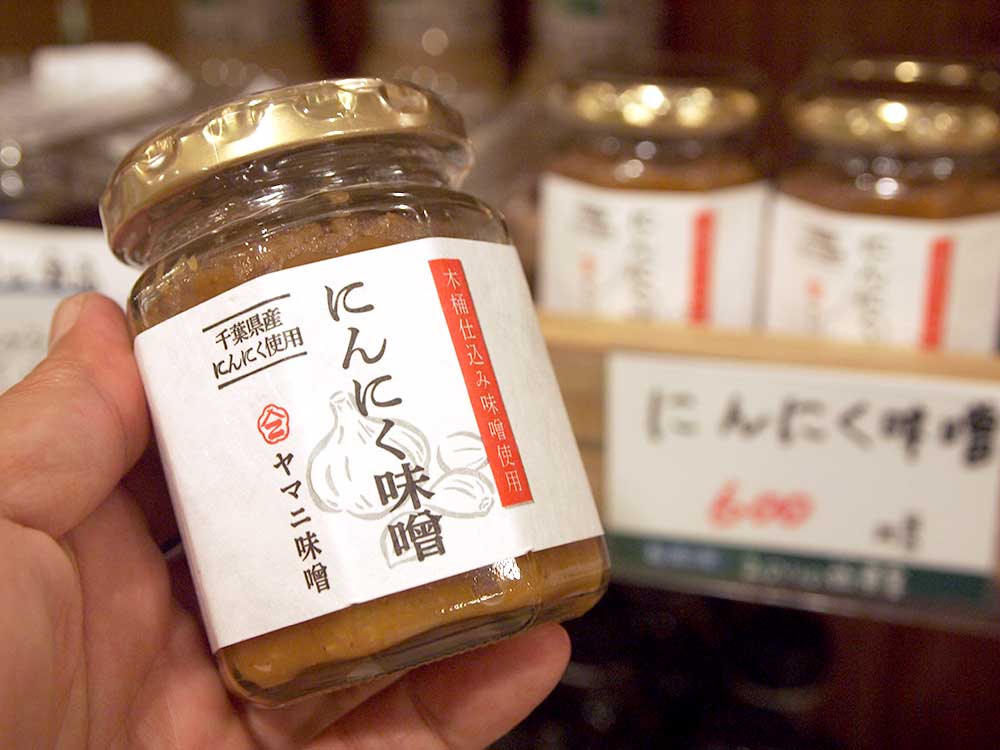 木桶仕込み味噌使用
にんにく味噌
千葉県産
にんにく使用
ヤマニ味噌
にんにく味噌
600